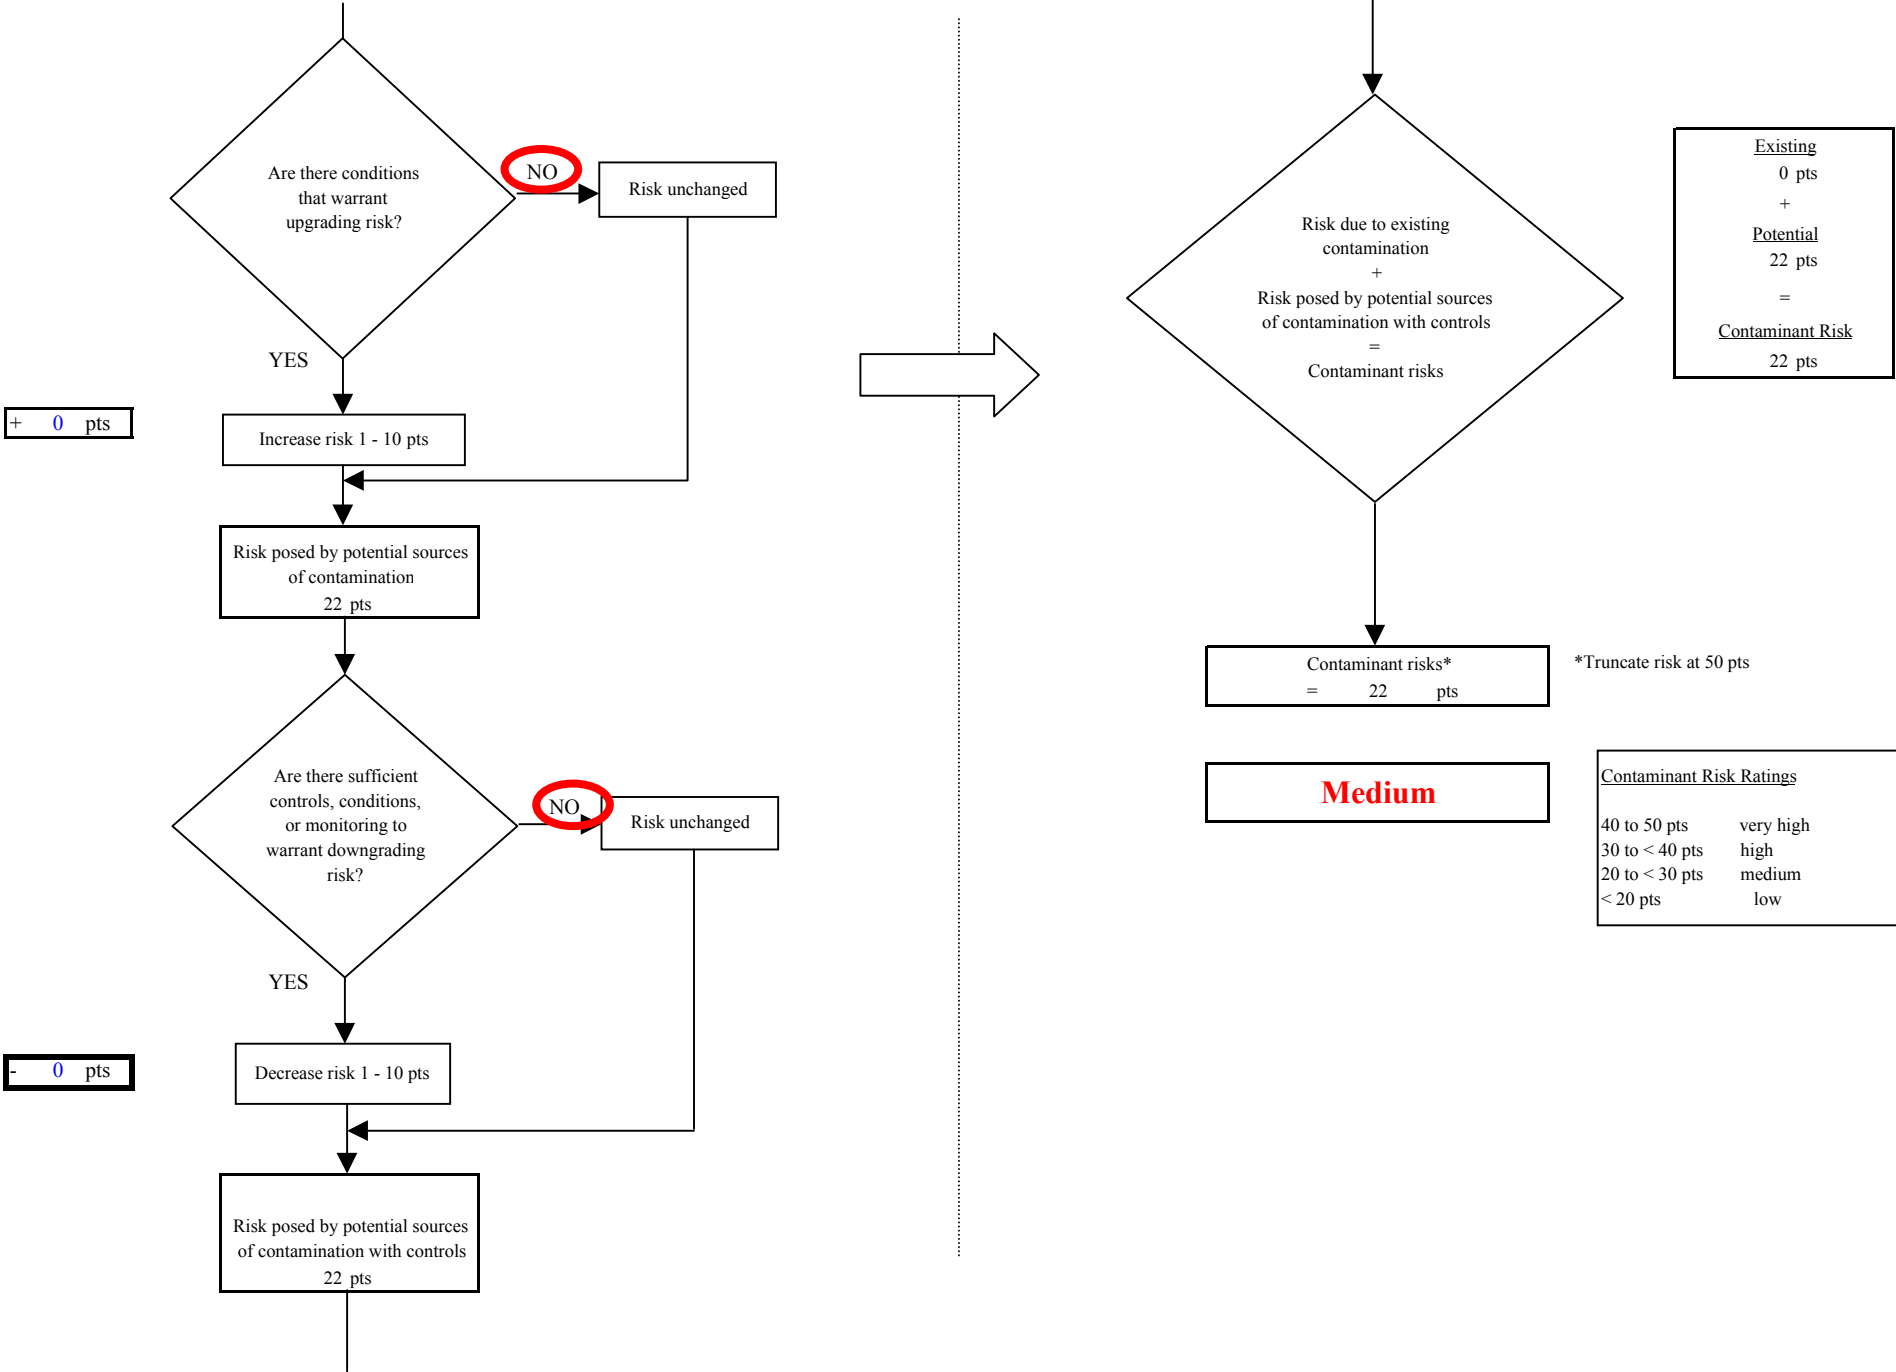 Are there conditions
that warrant
upgrading risk?
NO
Risk unchanged
YES
+ 0 pts
Increase risk 1 - 10 pts
Risk posed by potential sources
of contamination
22 pts
Are there sufficient
controls, conditions,
or monitoring to
warrant downgrading
risk?
NO
Risk unchanged
YES
- 0 pts
Decrease risk 1 - 10 pts
Risk posed by potential sources
of contamination with controls
22 pts
Risk due to existing
contamination
+
Risk posed by potential sources
of contamination with controls
=
Contaminant risks
Existing
0 pts
+
Potential
22 pts
=
Contaminant Risk
22 pts
Contaminant risks*
= 22 pts
*Truncate risk at 50 pts
Medium
Contaminant Risk Ratings
40 to 50 pts very high
30 to < 40 pts high
20 to < 30 pts medium
< 20 pts low